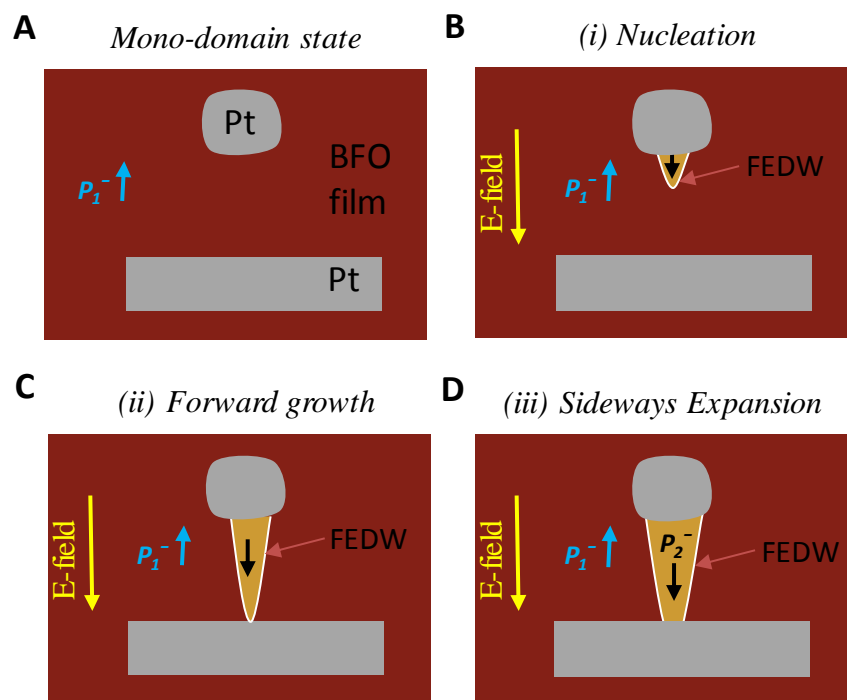 A
Mono-domain state
Pt
BFO
film
P₁⁻
Pt
B
(i) Nucleation
E-field
P₁⁻
FEDW
C
(ii) Forward growth
E-field
P₁⁻
FEDW
D
(iii) Sideways Expansion
E-field
P₁⁻
P₂⁻
FEDW